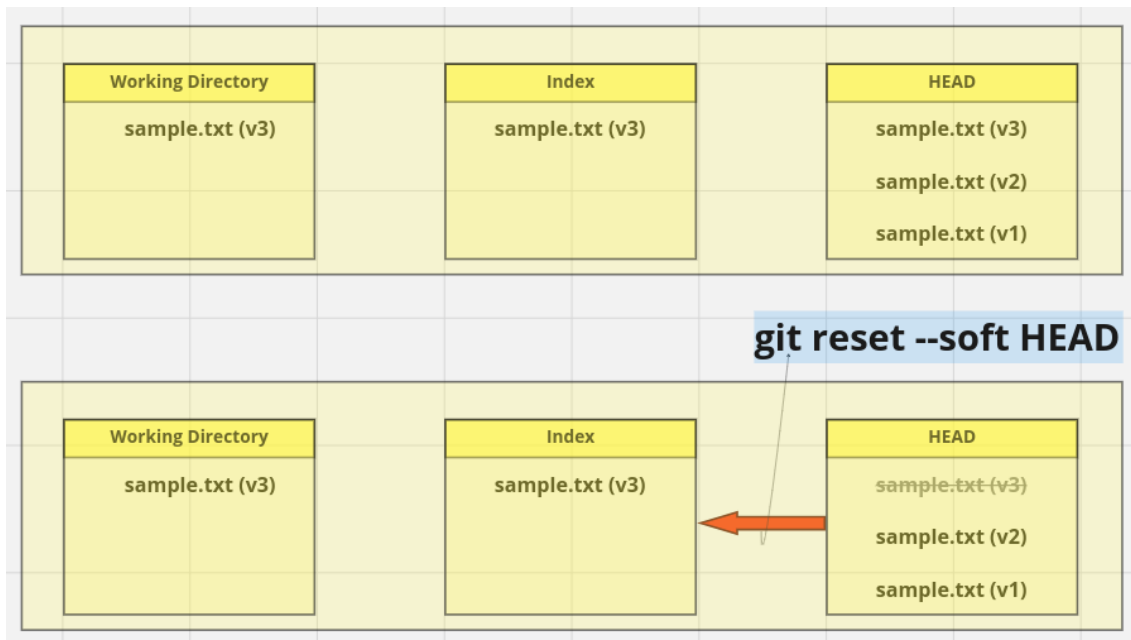 Working Directory
Index
HEAD
sample.txt (v3)
sample.txt (v3)
sample.txt (v3)
sample.txt (v2)
sample.txt (v1)
git reset --soft HEAD
Working Directory
Index
HEAD
sample.txt (v3)
sample.txt (v3)
sample.txt (v3)
sample.txt (v2)
sample.txt (v1)